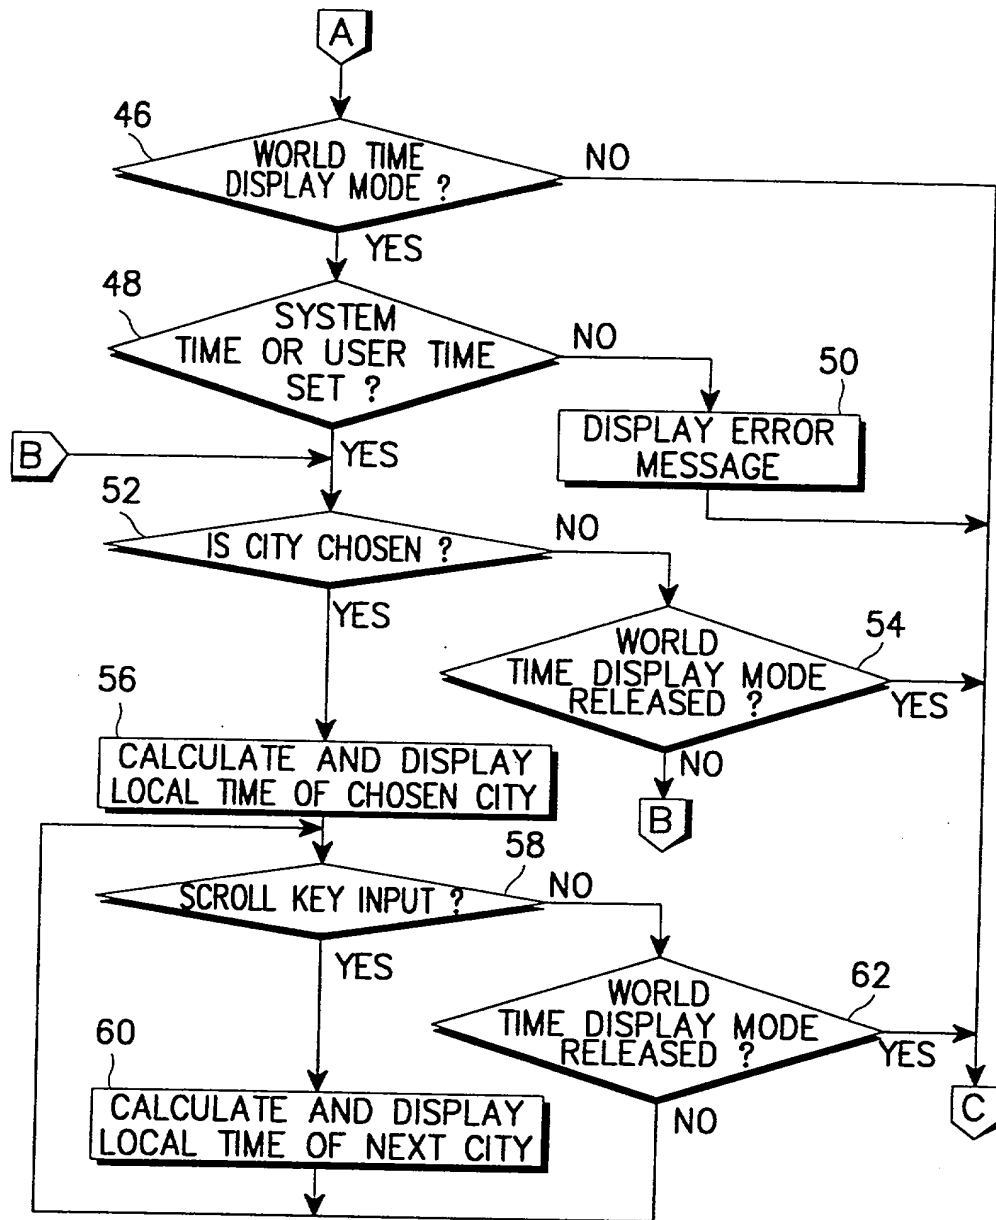 A
46
WORLD TIME
DISPLAY MODE ?
NO
YES
48
SYSTEM
TIME OR USER TIME
SET ?
NO
50
DISPLAY ERROR
MESSAGE
B
YES
52
IS CITY CHOSEN ?
NO
YES
54
WORLD
TIME DISPLAY MODE
RELEASED ?
YES
NO
B
56
CALCULATE AND DISPLAY
LOCAL TIME OF CHOSEN CITY
58
SCROLL KEY INPUT ?
NO
YES
62
WORLD
TIME DISPLAY MODE
RELEASED ?
YES
NO
C
60
CALCULATE AND DISPLAY
LOCAL TIME OF NEXT CITY